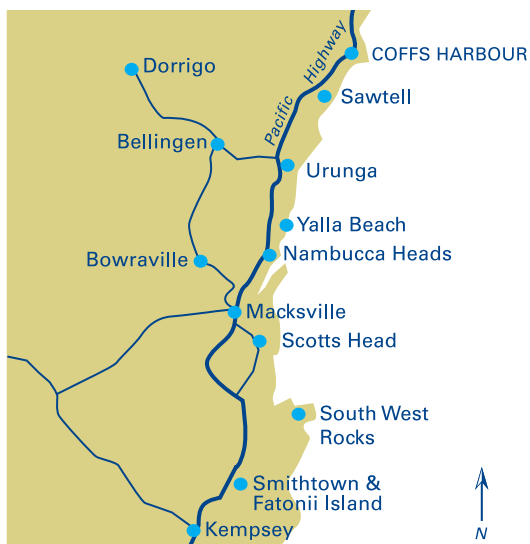 COFFS HARBOUR
Pacific Highway
Dorrigo
Sawtell
Bellingen
Urunga
Yalla Beach
Nambucca Heads
Bowraville
Macksville
Scotts Head
South West
Rocks
Smithtown &
Fatonii Island
Kempsey
N